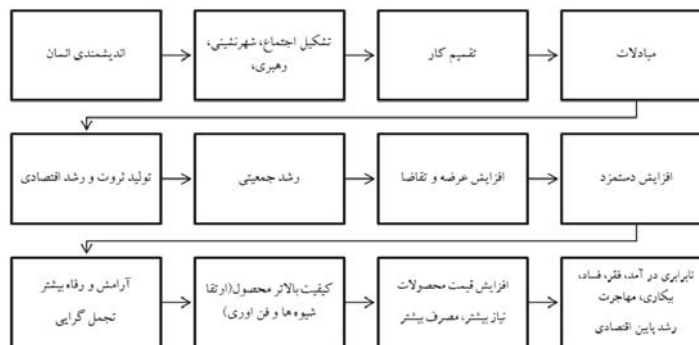 اندیشمندی انسان
تشکیل اجتماع، شهرنشینی،
رهبری،
تقسیم کار
مبادلات
تولید ثروت و رشد اقتصادی
رشد جمعیتی
افزایش عرضه و تقاضا
افزایش دستمزد
آرامش و رفاه بیشتر
تجمل گرایی
کیفیت بالاتر محصول(ارتقا
شیوه ها و فن اوری)
افزایش قیمت محصولات
نیاز بیشتر، مصرف بیشتر
نابرابری در آمد، فقر، فساد،
بیکاری، مهاجرت
رشد پایین اقتصادی